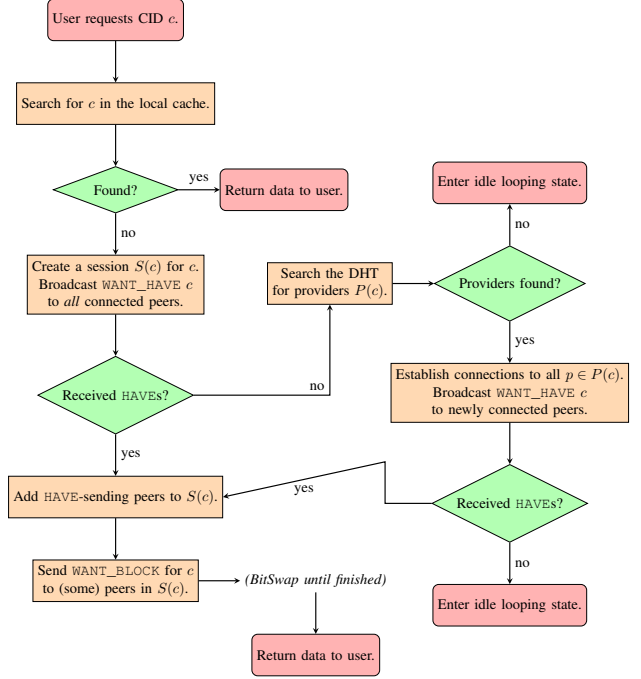 User requests CID c.
Search for c in the local cache.
Found?
yes
Return data to user.
no
Create a session S(c) for c.
Broadcast WANT_HAVE c
to all connected peers.
Received HAVEs?
no
Search the DHT
for providers P(c).
Providers found?
no
Enter idle looping state.
yes
Establish connections to all p ∈ P(c).
Broadcast WANT_HAVE c
to newly connected peers.
Received HAVEs?
no
Enter idle looping state.
yes
yes
Add HAVE-sending peers to S(c).
Send WANT_BLOCK for c
to (some) peers in S(c).
(BitSwap until finished)
Return data to user.